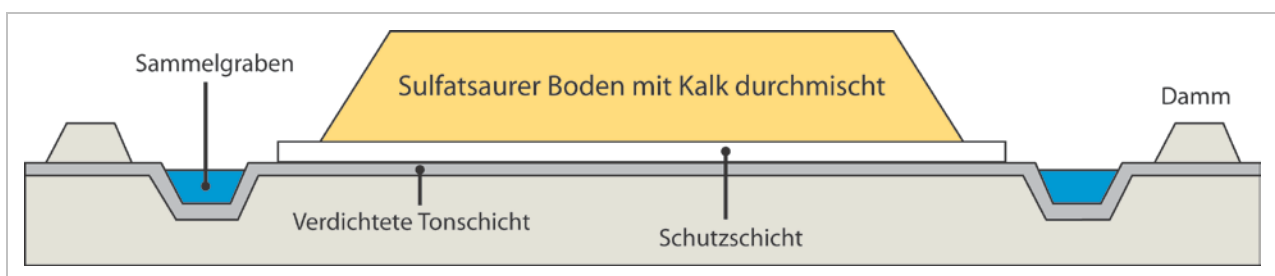 Sammelgraben
Sulfatsaurer Boden mit Kalk durchmischt
Damm
Verdichtete Tonschicht
Schutzschicht